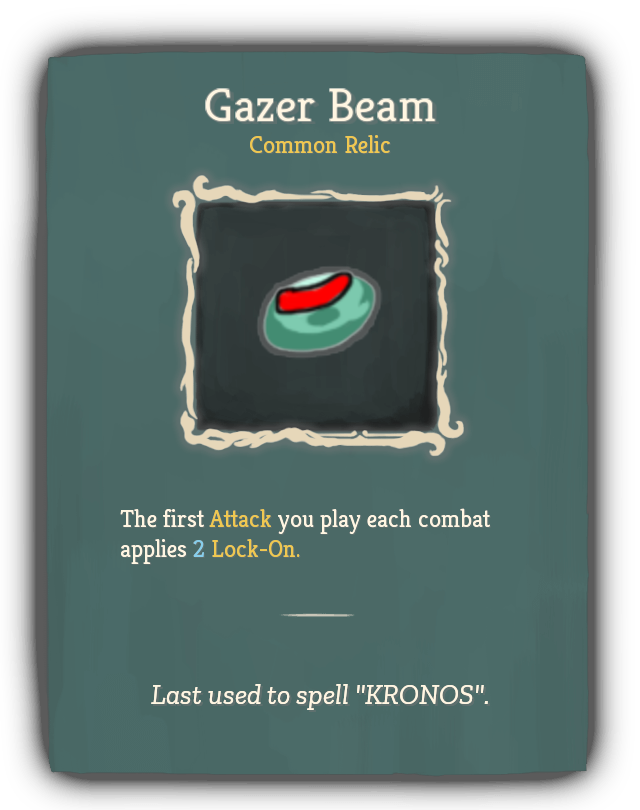 Gazer Beam
Common Relic
The first Attack you play each combat
applies 2 Lock-On.
Last used to spell "KRONOS".